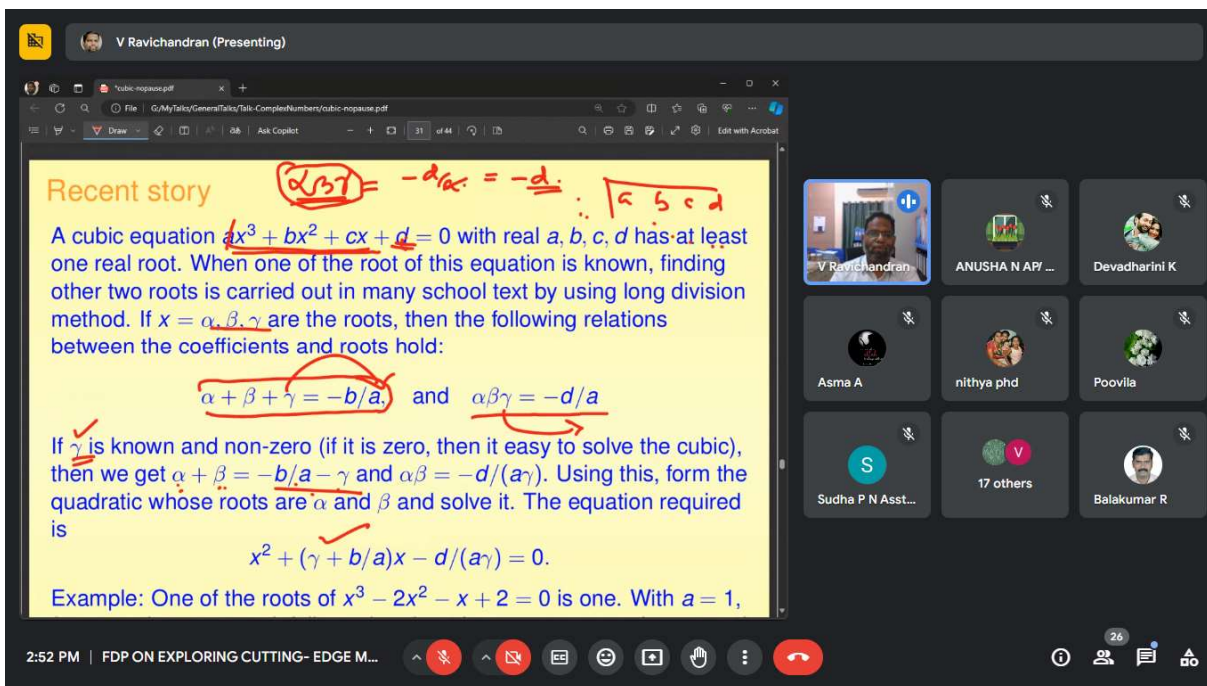 V Ravichandran (Presenting)
*cubic-nopause.pdf
File G:/MyTalks/GeneralTalks/Talk-ComplexNumbers/cubic-nopause.pdf
Draw Ask Copilot 31 of 44 Edit with Acrobat
αβγ = -d/a. = -d.
a b c d
Recent story
A cubic equation ax³ + bx² + cx + d = 0 with real a, b, c, d has at least
one real root. When one of the root of this equation is known, finding
other two roots is carried out in many school text by using long division
method. If x = α, β, γ are the roots, then the following relations
between the coefficients and roots hold:
α + β + γ = −b/a, and αβγ = −d/a
If γ is known and non-zero (if it is zero, then it easy to solve the cubic),
then we get α + β = −b/a − γ and αβ = −d/(aγ). Using this, form the
quadratic whose roots are α and β and solve it. The equation required
is
x² + (γ + b/a)x − d/(aγ) = 0.
Example: One of the roots of x³ − 2x² − x + 2 = 0 is one. With a = 1,
V Ravichandran
ANUSHA N AP/ ...
Devadharini K
Asma A
nithya phd
Poovila
S
Sudha P N Asst...
V
17 others
Balakumar R
2:52 PM | FDP ON EXPLORING CUTTING- EDGE M...
CC
26